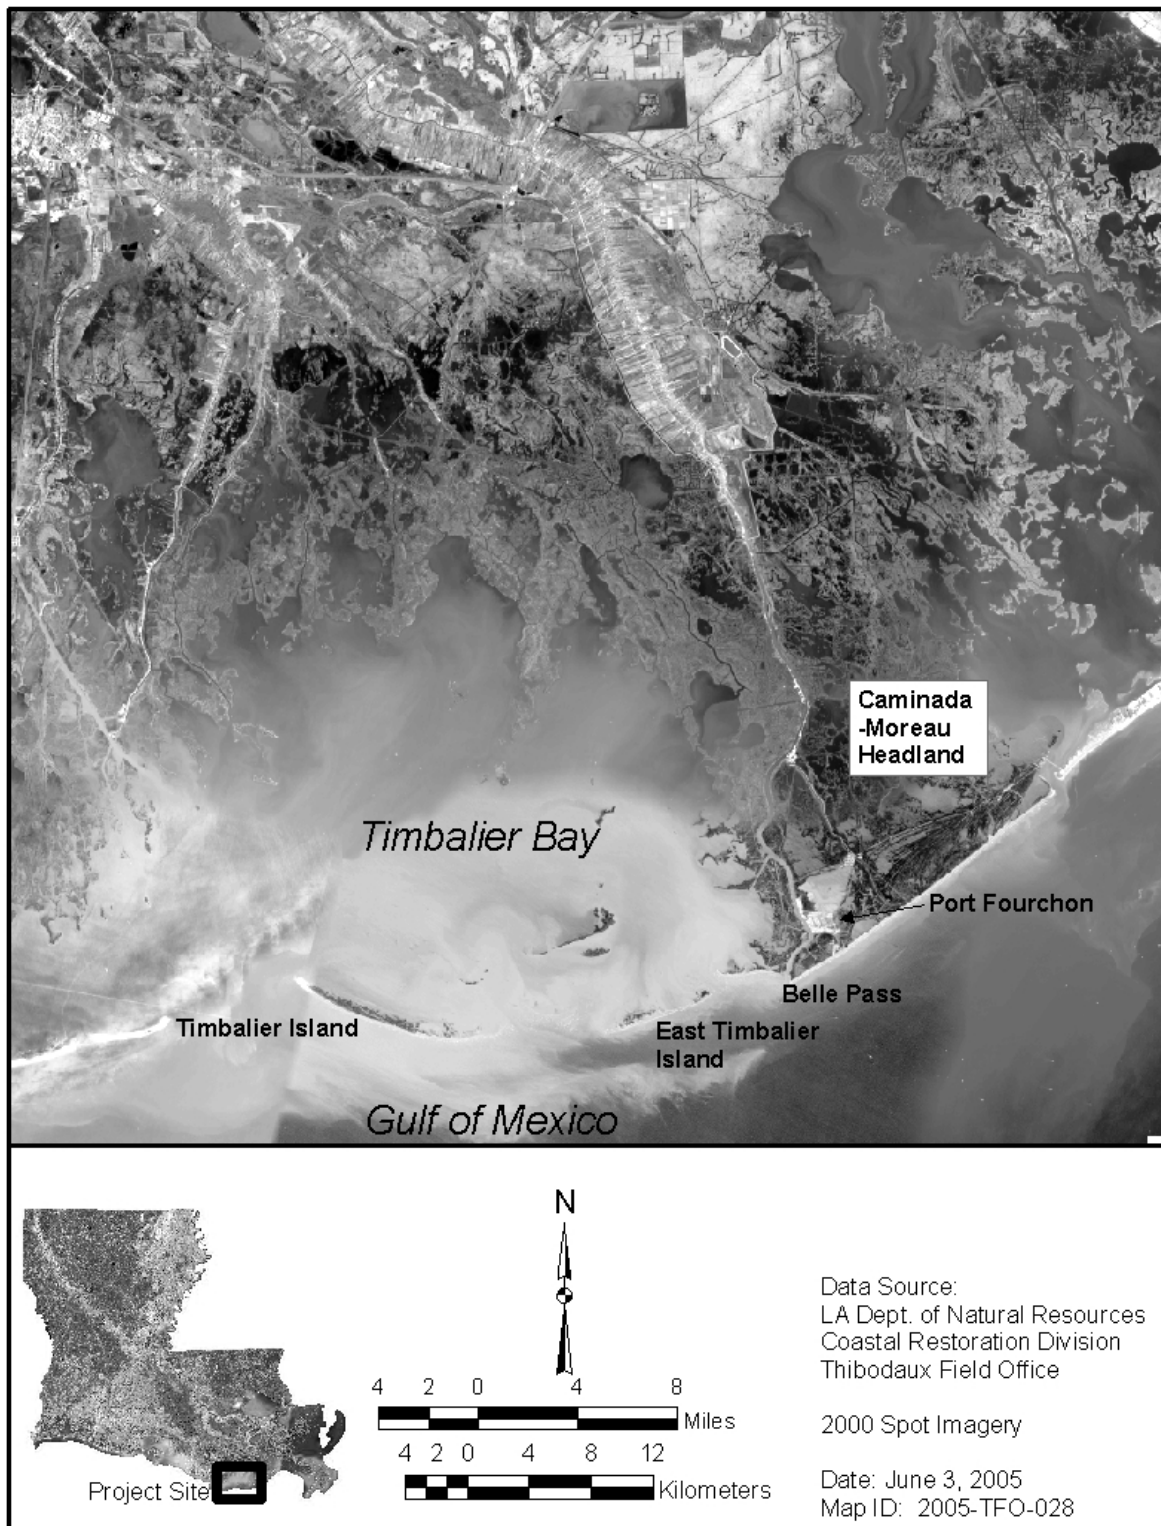 Caminada
-Moreau
Headland
Timbalier Bay
Port Fourchon
Belle Pass
Timbalier Island
East Timbalier
Island
Gulf of Mexico
N
4 2 0 4 8
Miles
4 2 0 4 8 12
Kilometers
Project Site
Data Source:
LA Dept. of Natural Resources
Coastal Restoration Division
Thibodaux Field Office
2000 Spot Imagery
Date: June 3, 2005
Map ID: 2005-TFO-028